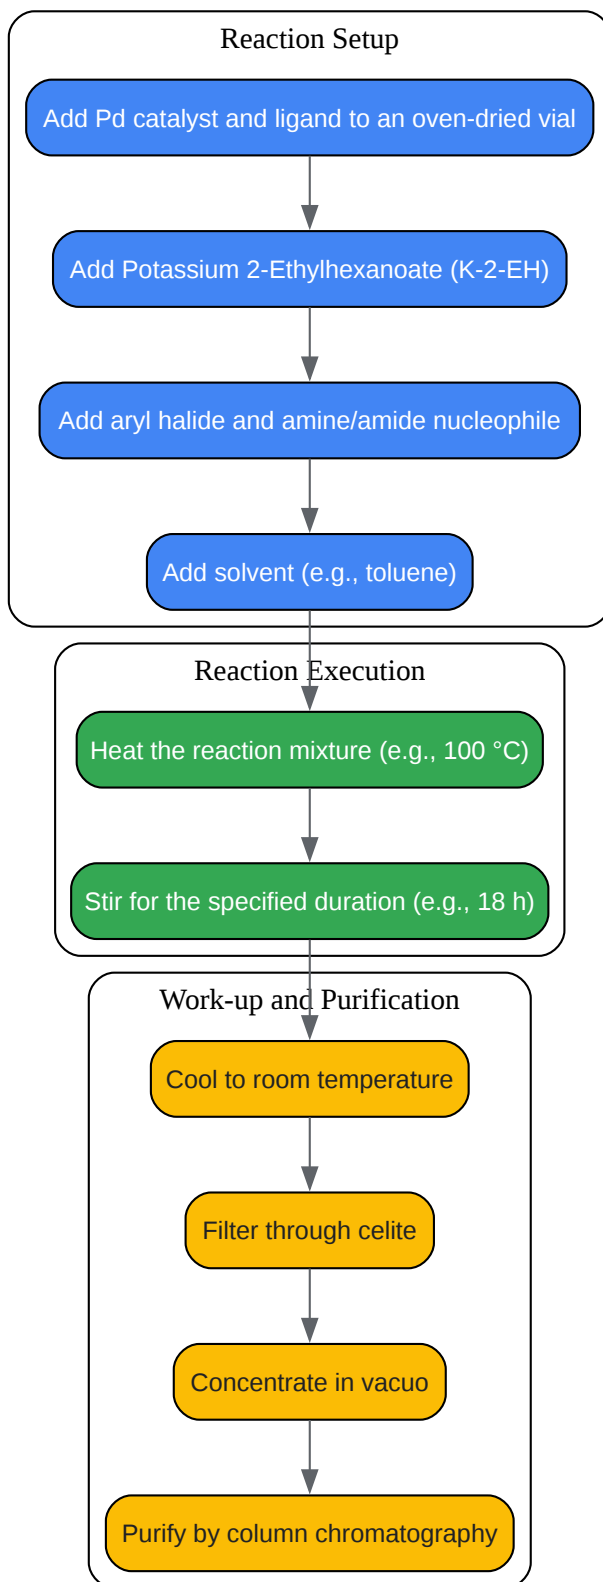 Reaction Setup
Add Pd catalyst and ligand to an oven-dried vial
Add Potassium 2-Ethylhexanoate (K-2-EH)
Add aryl halide and amine/amide nucleophile
Add solvent (e.g., toluene)
Reaction Execution
Heat the reaction mixture (e.g., 100 °C)
Stir for the specified duration (e.g., 18 h)
Work-up and Purification
Cool to room temperature
Filter through celite
Concentrate in vacuo
Purify by column chromatography